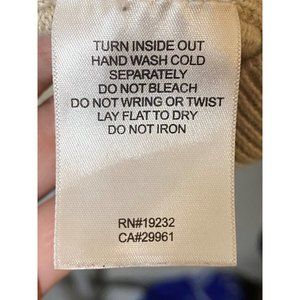 TURN INSIDE OUT
HAND WASH COLD
SEPARATELY
DO NOT BLEACH
DO NOT WRING OR TWIST
LAY FLAT TO DRY
DO NOT IRON
RN#19232
CA#29961